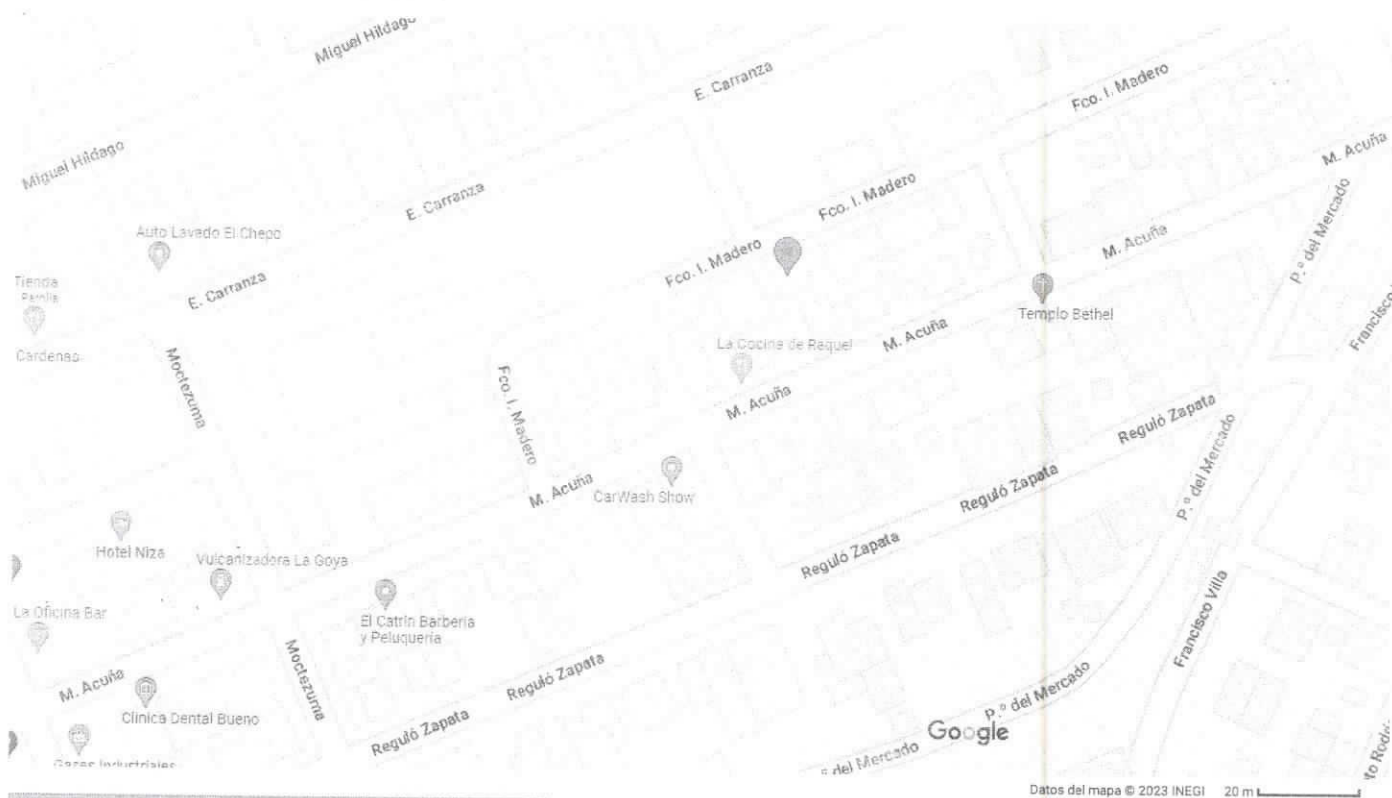 Miguel Hildago
E. Carranza
Fco. I. Madero
Miguel Hildago
M. Acuña
E. Carranza
Fco. I. Madero
P.º del Mercado
Auto Lavado El Chepo
Fco. I. Madero
M. Acuña
Tienda
E. Carranza
Templo Bethel
Francisco
Cardenas
La Cocina de Raquel
M. Acuña
Moctezuma
Fco. I. Madero
M. Acuña
Reguló Zapata
P.º del Mercado
M. Acuña
CarWash Show
Reguló Zapata
Hotel Niza
Vulcanizadora La Goya
Reguló Zapata
La Oficina Bar
El Catrín Barbería
y Peluquería
Francisco Villa
M. Acuña
Moctezuma
Reguló Zapata
P.º del Mercado
Clinica Dental Bueno
Reguló Zapata
Google
Gazes Industriales
º del Mercado
Datos del mapa © 2023 INEGI 20 m